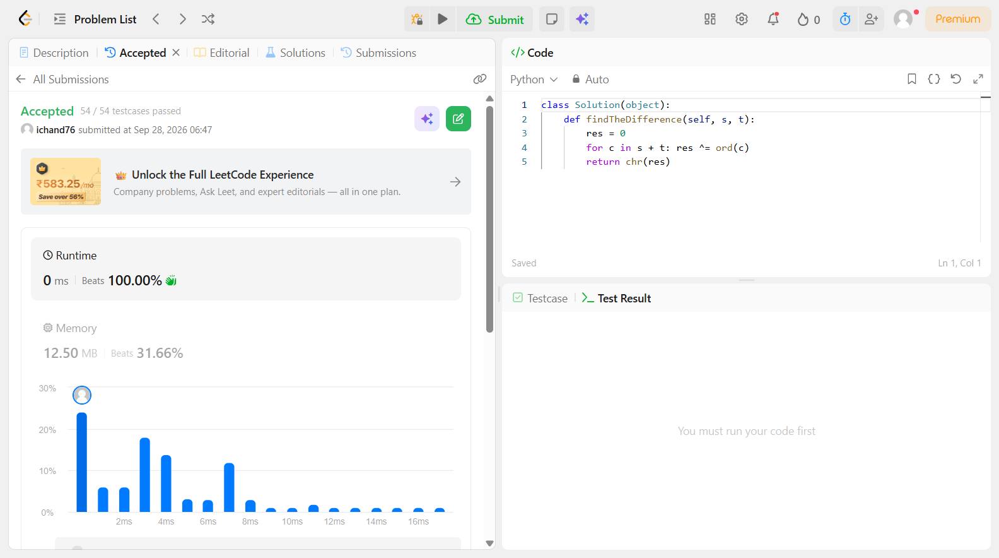 Problem List
Submit
0
Premium
Description
Accepted
Editorial
Solutions
Submissions
All Submissions
Accepted 54 / 54 testcases passed
ichand76 submitted at Sep 28, 2026 06:47
₹583.25/mo
Save over 56%
Unlock the Full LeetCode Experience
Company problems, Ask Leet, and expert editorials — all in one plan.
Runtime
0 ms Beats 100.00%
Memory
12.50 MB Beats 31.66%
30%
20%
10%
0%
2ms 4ms 6ms 8ms 10ms 12ms 14ms 16ms
</> Code
Python Auto
1 class Solution(object):
2     def findTheDifference(self, s, t):
3         res = 0
4         for c in s + t: res ^= ord(c)
5         return chr(res)
Saved
Ln 1, Col 1
Testcase
Test Result
You must run your code first